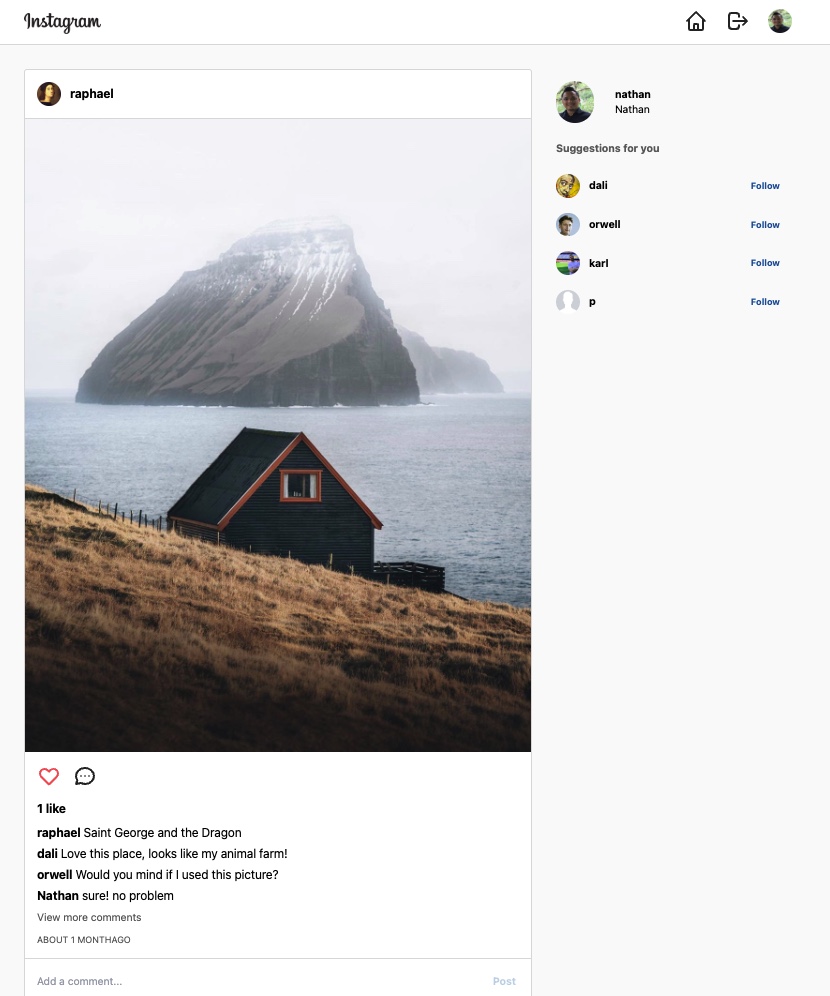 Instagram
raphael
nathan
Nathan
Suggestions for you
dali Follow
orwell Follow
karl Follow
p Follow
1 like
raphael Saint George and the Dragon
dali Love this place, looks like my animal farm!
orwell Would you mind if I used this picture?
Nathan sure! no problem
View more comments
ABOUT 1 MONTHAGO
Add a comment... Post